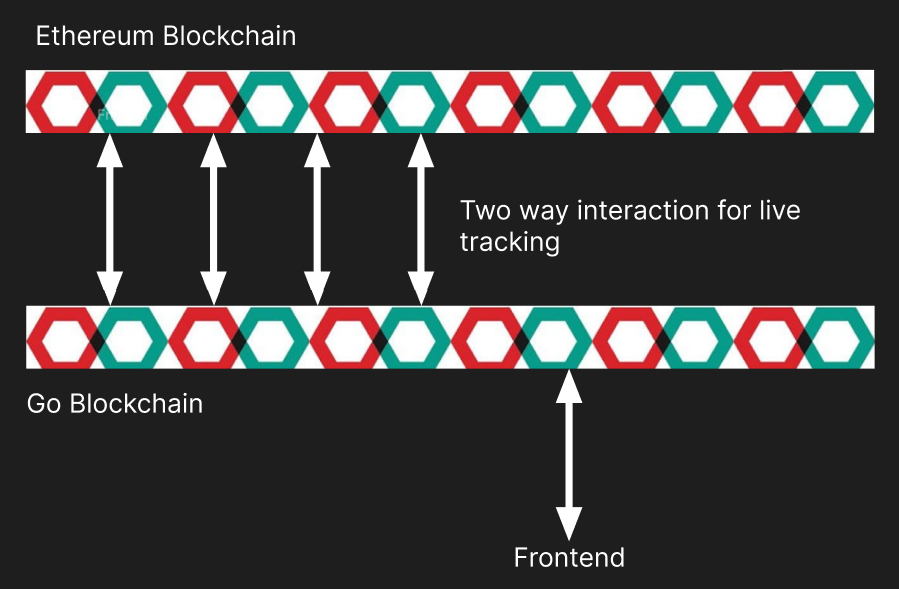 Ethereum Blockchain
Two way interaction for live
tracking
Go Blockchain
Frontend